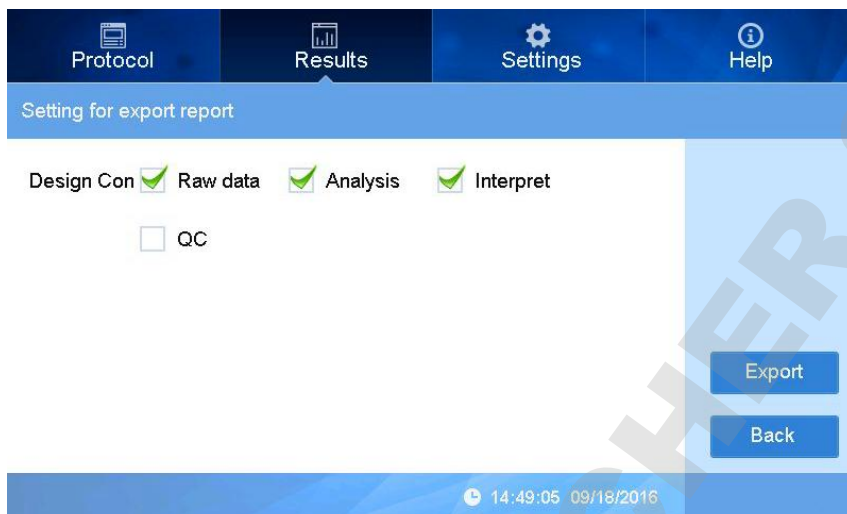 Protocol Results Settings Help
Setting for export report
Design Con Raw data Analysis Interpret
QC
Export
Back
14:49:05 09/18/2016
SHER